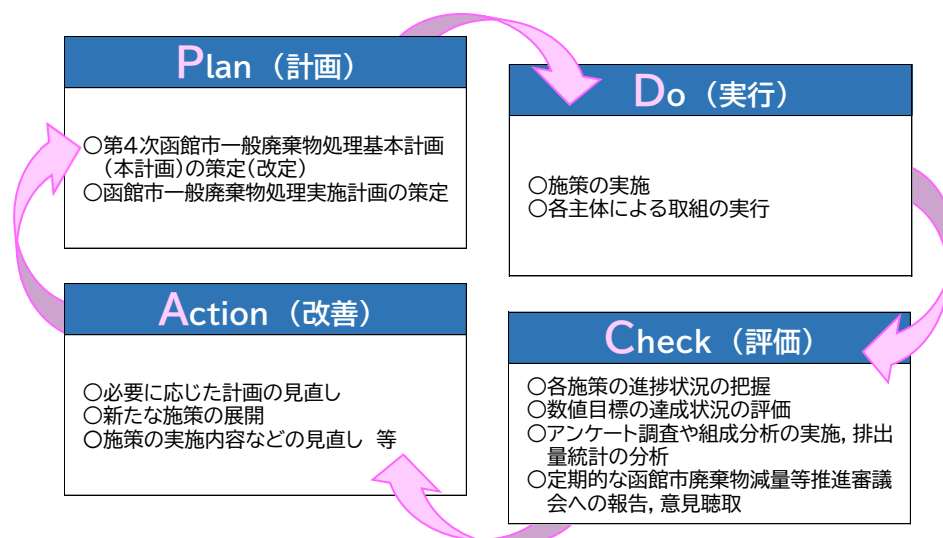 Plan（計画）
○第4次函館市一般廃棄物処理基本計画
（本計画）の策定(改定)
○函館市一般廃棄物処理実施計画の策定
Do（実行）
○施策の実施
○各主体による取組の実行
Check（評価）
○各施策の進捗状況の把握
○数値目標の達成状況の評価
○アンケート調査や組成分析の実施，排出
量統計の分析
○定期的な函館市廃棄物減量等推進審議
会への報告，意見聴取
Action（改善）
○必要に応じた計画の見直し
○新たな施策の展開
○施策の実施内容などの見直し　等